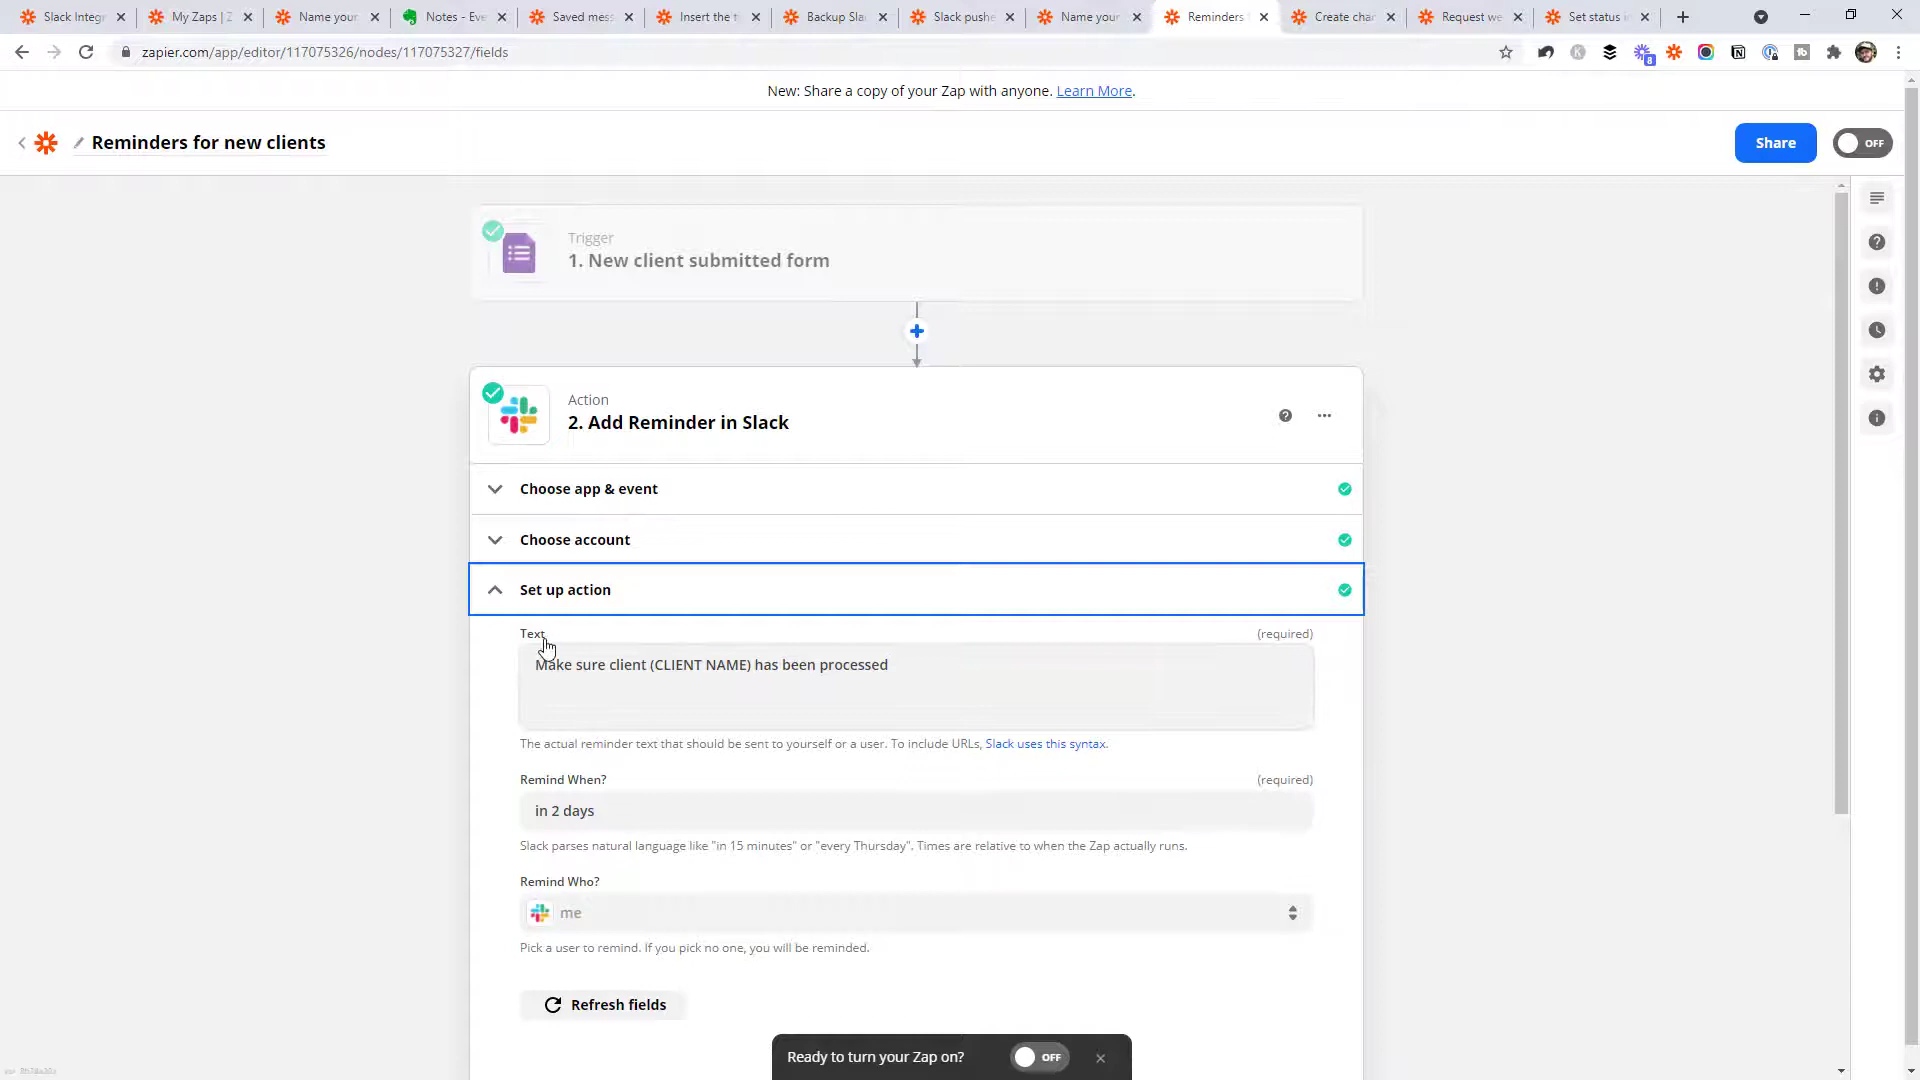 Slack Integ
My Zaps | Z
Name your
Notes - Eve
Saved mess
Insert the t
Backup Slac
Slack pushe
Name your
Reminders f
Create chan
Request we
Set status i
zapier.com/app/editor/117075326/nodes/117075327/fields
8
New: Share a copy of your Zap with anyone. Learn More.
Reminders for new clients
Share
OFF
Trigger
1. New client submitted form
Action
2. Add Reminder in Slack
Choose app & event
Choose account
Set up action
Text
(required)
Make sure client (CLIENT NAME) has been processed
The actual reminder text that should be sent to yourself or a user. To include URLs, Slack uses this syntax.
Remind When?
(required)
in 2 days
Slack parses natural language like "in 15 minutes" or "every Thursday". Times are relative to when the Zap actually runs.
Remind Who?
me
Pick a user to remind. If you pick no one, you will be reminded.
Refresh fields
Ready to turn your Zap on?
OFF